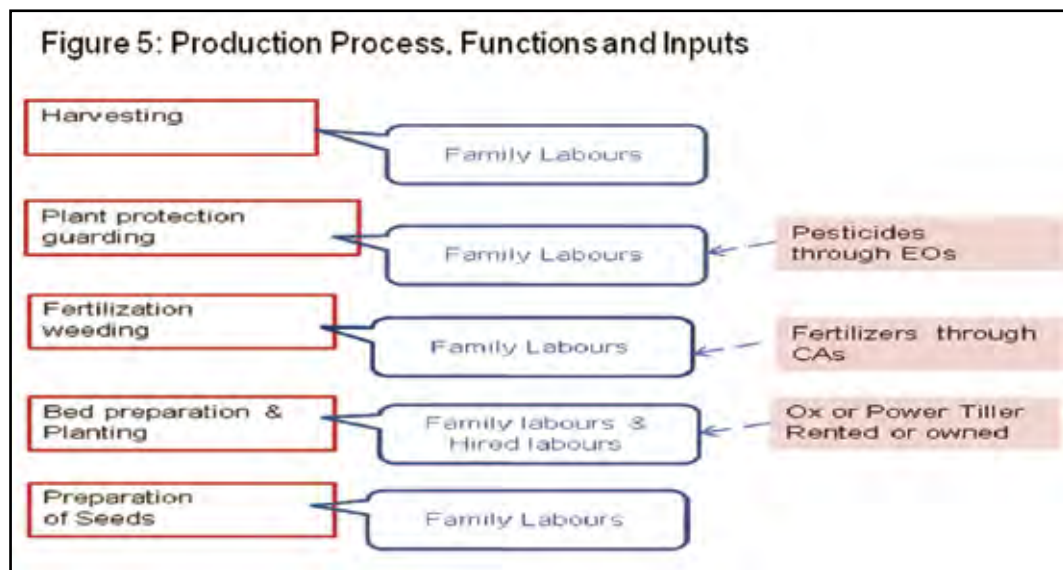 Figure 5: Production Process, Functions and Inputs
Harvesting
Family Labours
Plant protection
guarding
Family Labours
Pesticides
through EOs
Fertilization
weeding
Family Labours
Fertilizers through
CAs
Bed preparation &
Planting
Family labours &
Hired labours
Ox or Power Tiller
Rented or owned
Preparation
of Seeds
Family Labours